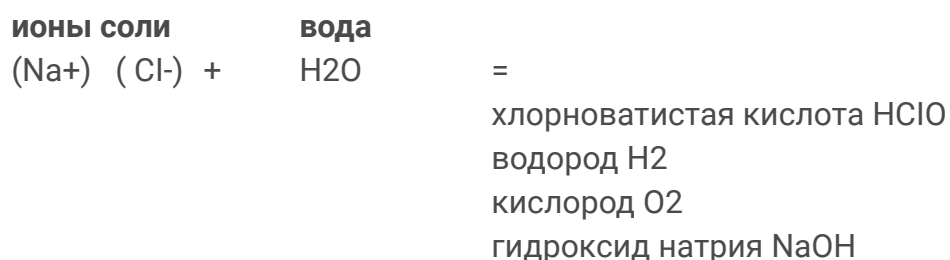 ионы соли вода
(Na+) ( Cl-) + H2O =
хлорноватистая кислота HClO
водород H2
кислород O2
гидроксид натрия NaOH